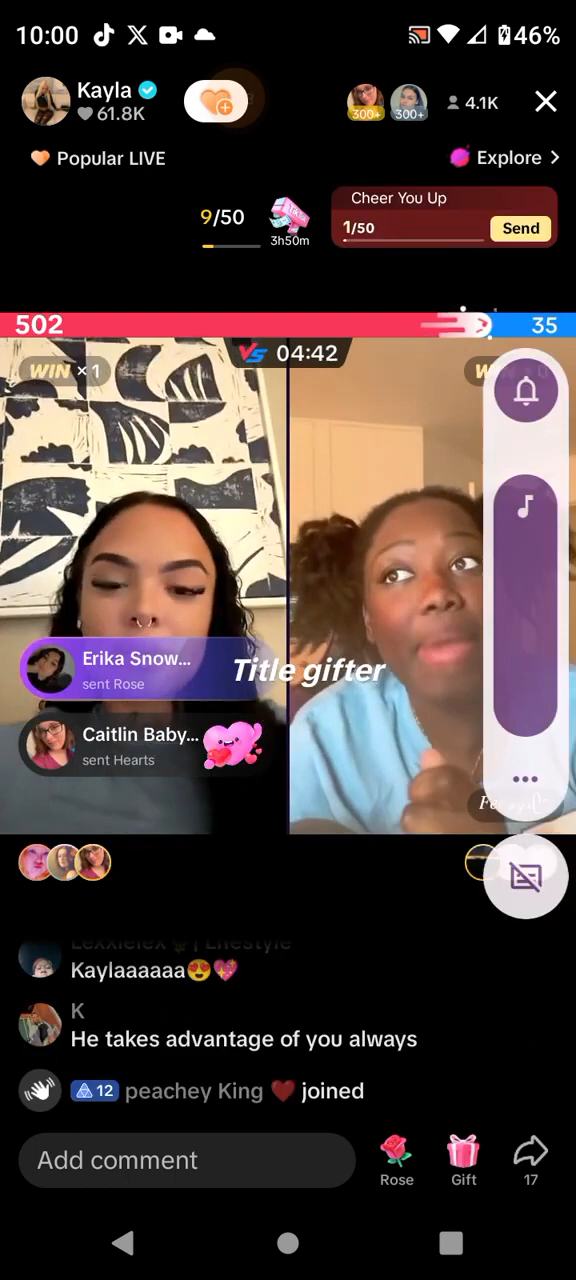 10:00
46%
Kayla
61.8K
300+
300+
4.1K
Popular LIVE
Explore
9/50
3h50m
Cheer You Up
1/50
Send
502
35
WIN × 1
VS 04:42
Erika Snow...
sent Rose
Title gifter
Caitlin Baby...
sent Hearts
Kaylaaaaaa😍💖
K
He takes advantage of you always
12 peachey King ❤️ joined
Add comment
Rose
Gift
17